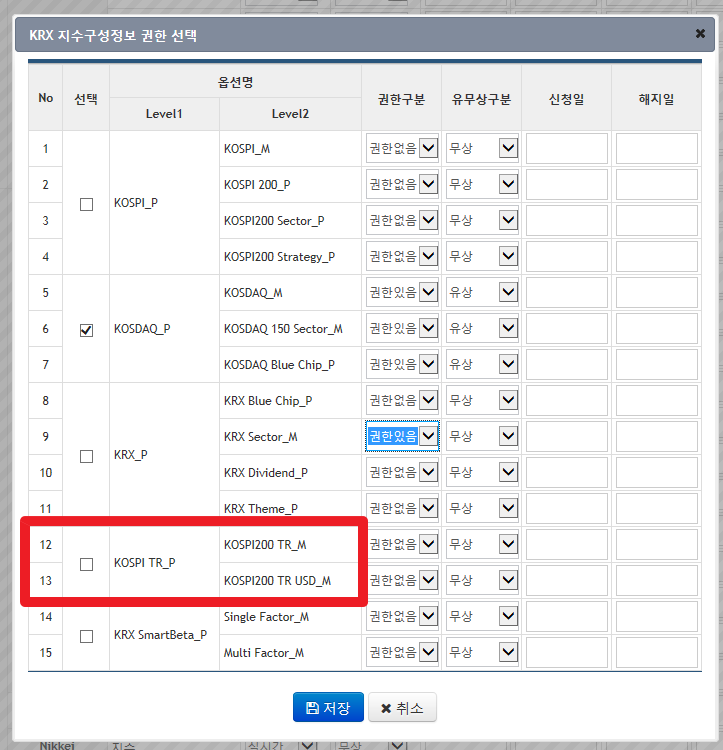 KRX 지수구성정보 권한 선택 ✖
No 선택 옵션명 권한구분 유무상구분 신청일 해지일
Level1 Level2
1 KOSPI_M 권한없음 무상
2 KOSPI 200_P 권한없음 무상
KOSPI_P
3 KOSPI200 Sector_P 권한없음 무상
4 KOSPI200 Strategy_P 권한없음 무상
5 KOSDAQ_M 권한있음 유상
6 KOSDAQ_P KOSDAQ 150 Sector_M 권한있음 유상
7 KOSDAQ Blue Chip_P 권한있음 유상
8 KRX Blue Chip_P 권한없음 무상
9 KRX Sector_M 권한있음 무상
KRX_P
10 KRX Dividend_P 권한없음 무상
11 KRX Theme_P 권한없음 무상
12 KOSPI200 TR_M 권한없음 무상
KOSPI TR_P
13 KOSPI200 TR USD_M 권한없음 무상
14 Single Factor_M 권한없음 무상
KRX SmartBeta_P
15 Multi Factor_M 권한없음 무상
저장 ✖ 취소
Nikkei 지수 실시간 무상